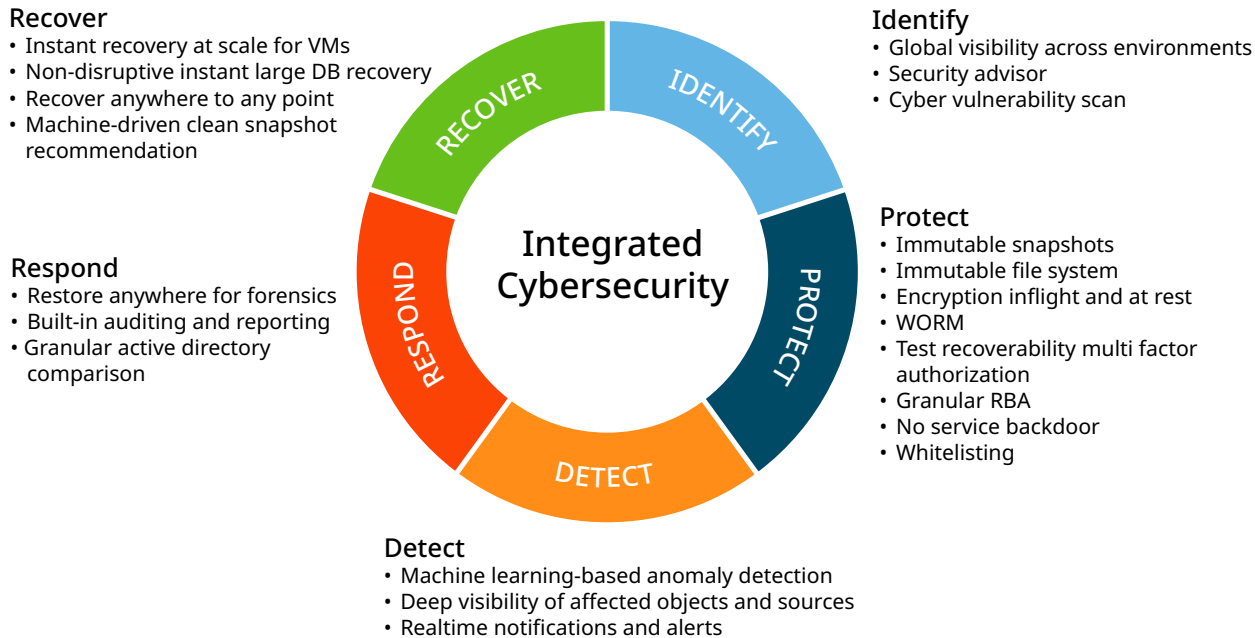 Recover
• Instant recovery at scale for VMs
• Non-disruptive instant large DB recovery
• Recover anywhere to any point
• Machine-driven clean snapshot
recommendation
Identify
• Global visibility across environments
• Security advisor
• Cyber vulnerability scan
RECOVER
IDENTIFY
Integrated
Cybersecurity
Protect
• Immutable snapshots
• Immutable file system
• Encryption inflight and at rest
• WORM
• Test recoverability multi factor
authorization
• Granular RBA
• No service backdoor
• Whitelisting
Respond
• Restore anywhere for forensics
• Built-in auditing and reporting
• Granular active directory
comparison
RESPOND
PROTECT
DETECT
Detect
• Machine learning-based anomaly detection
• Deep visibility of affected objects and sources
• Realtime notifications and alerts